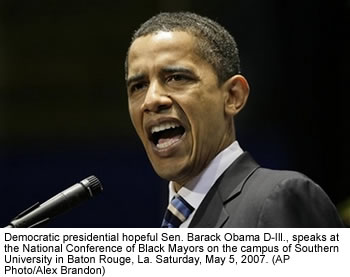 Democratic presidential hopeful Sen. Barack Obama D-Ill., speaks at
the National Conference of Black Mayors on the campus of Southern
University in Baton Rouge, La. Saturday, May 5, 2007. (AP
Photo/Alex Brandon)